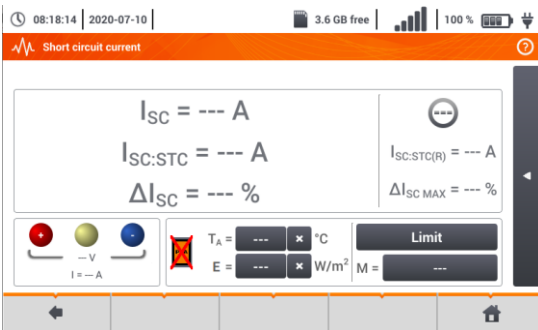 08:18:14 2020-07-10 3.6 GB free 100 %
Short circuit current ?
ISC = --- A
ISC:STC = --- A
ΔISC = --- %
---
ISC:STC(R) = --- A
ΔISC MAX = --- %
+ -
--- V
I = --- A
TA = --- × °C
E = --- × W/m²
Limit
M = ---